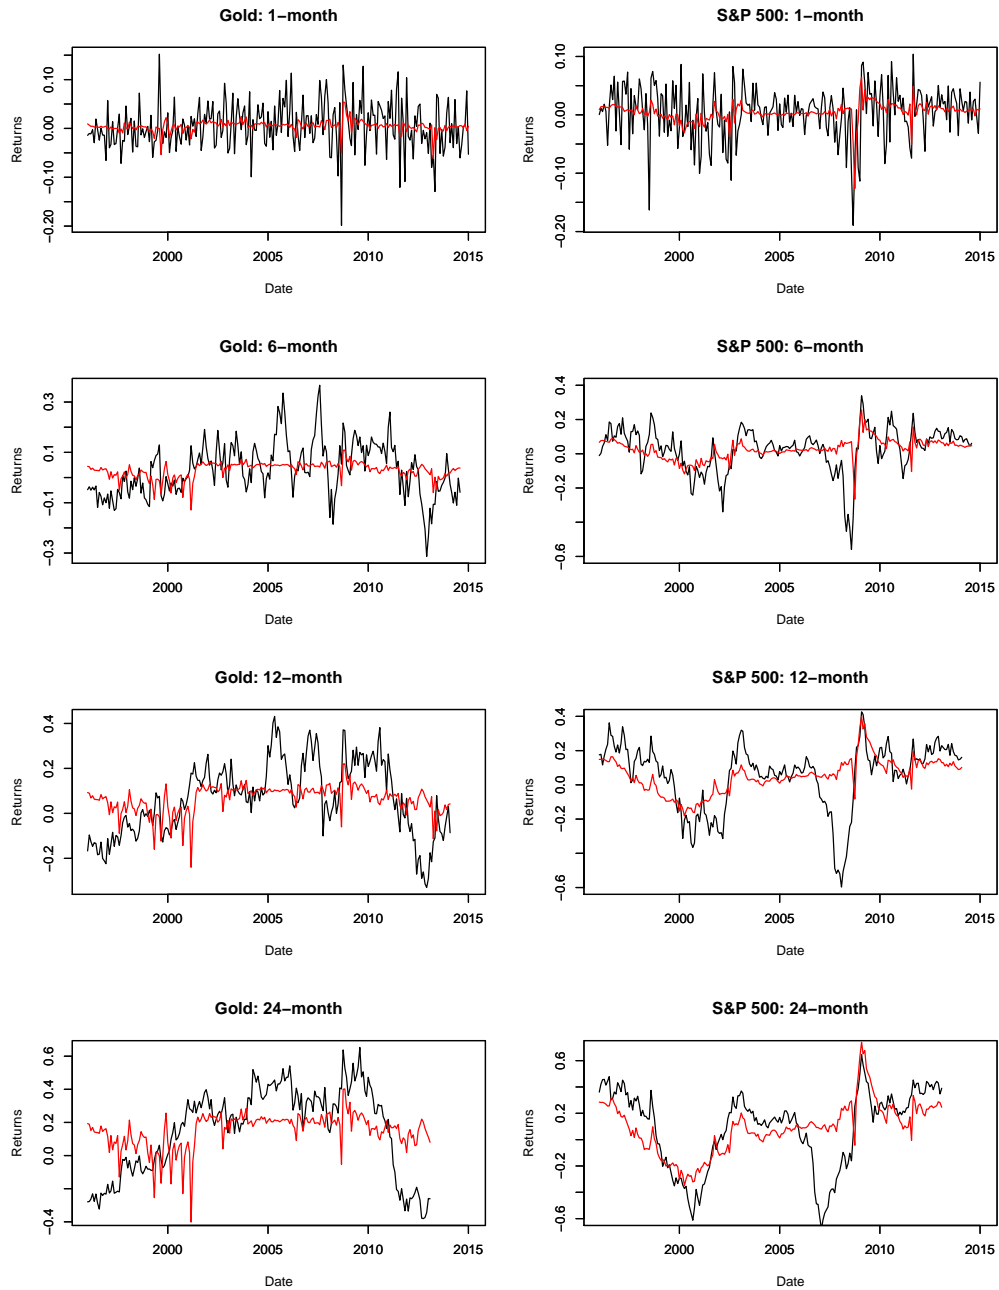 Gold: 1−month
Returns
0.10
0.00
−0.10
−0.20
2000 2005 2010 2015
Date
S&P 500: 1−month
Returns
0.10
0.00
−0.10
−0.20
2000 2005 2010 2015
Date
Gold: 6−month
Returns
0.3
0.1
−0.1
−0.3
2000 2005 2010 2015
Date
S&P 500: 6−month
Returns
0.4
0.2
0.0
−0.2
−0.6
2000 2005 2010 2015
Date
Gold: 12−month
Returns
0.4
0.2
0.0
−0.2
2000 2005 2010 2015
Date
S&P 500: 12−month
Returns
0.4
0.2
0.0
−0.2
−0.6
2000 2005 2010 2015
Date
Gold: 24−month
Returns
0.6
0.4
0.2
0.0
−0.4
2000 2005 2010 2015
Date
S&P 500: 24−month
Returns
0.6
0.2
−0.2
−0.6
2000 2005 2010 2015
Date